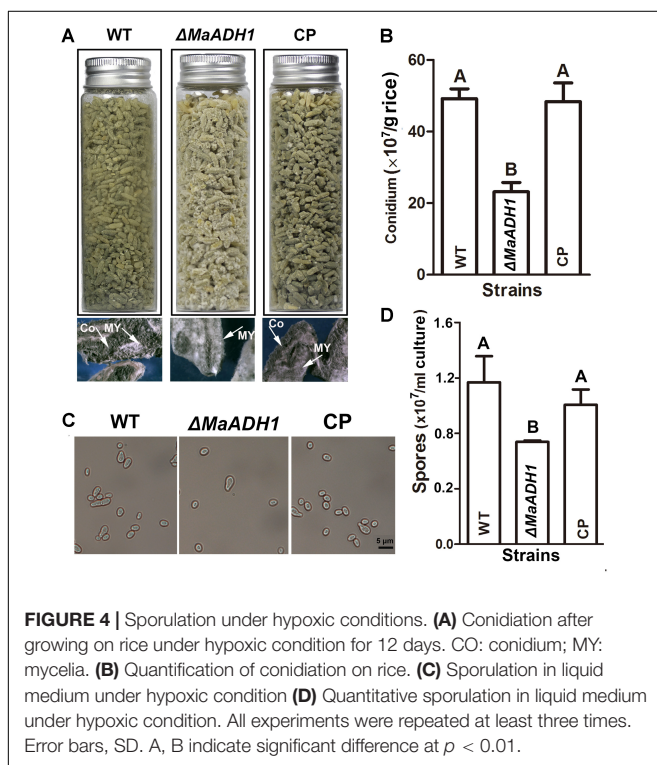 A WT ΔMaADH1 CP
Co MY
MY
Co MY
B
Conidium (×10⁷/g rice)
60
40
20
0
A
B
A
WT
ΔMaADH1
CP
Strains
C WT ΔMaADH1 CP
5 μm
D
Spores (x10⁷/ml culture)
1.6
1.2
0.8
0.2
0.0
A
B
A
WT
ΔMaADH1
CP
Strains
FIGURE 4 | Sporulation under hypoxic conditions. (A) Conidiation after
growing on rice under hypoxic condition for 12 days. CO: conidium; MY:
mycelia. (B) Quantification of conidiation on rice. (C) Sporulation in liquid
medium under hypoxic condition (D) Quantitative sporulation in liquid medium
under hypoxic condition. All experiments were repeated at least three times.
Error bars, SD. A, B indicate significant difference at p < 0.01.